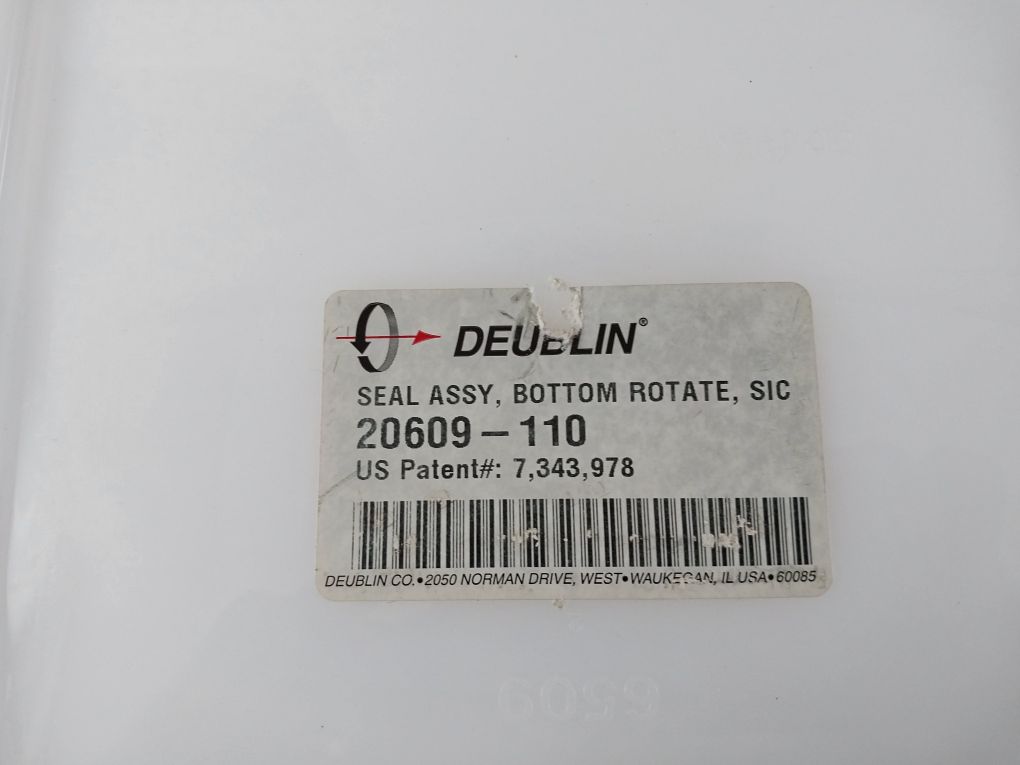 DEUBLIN®
SEAL ASSY, BOTTOM ROTATE, SIC
20609-110
US Patent#: 7,343,978
DEUBLIN CO.•2050 NORMAN DRIVE, WEST•WAUKEGAN, IL USA•60085